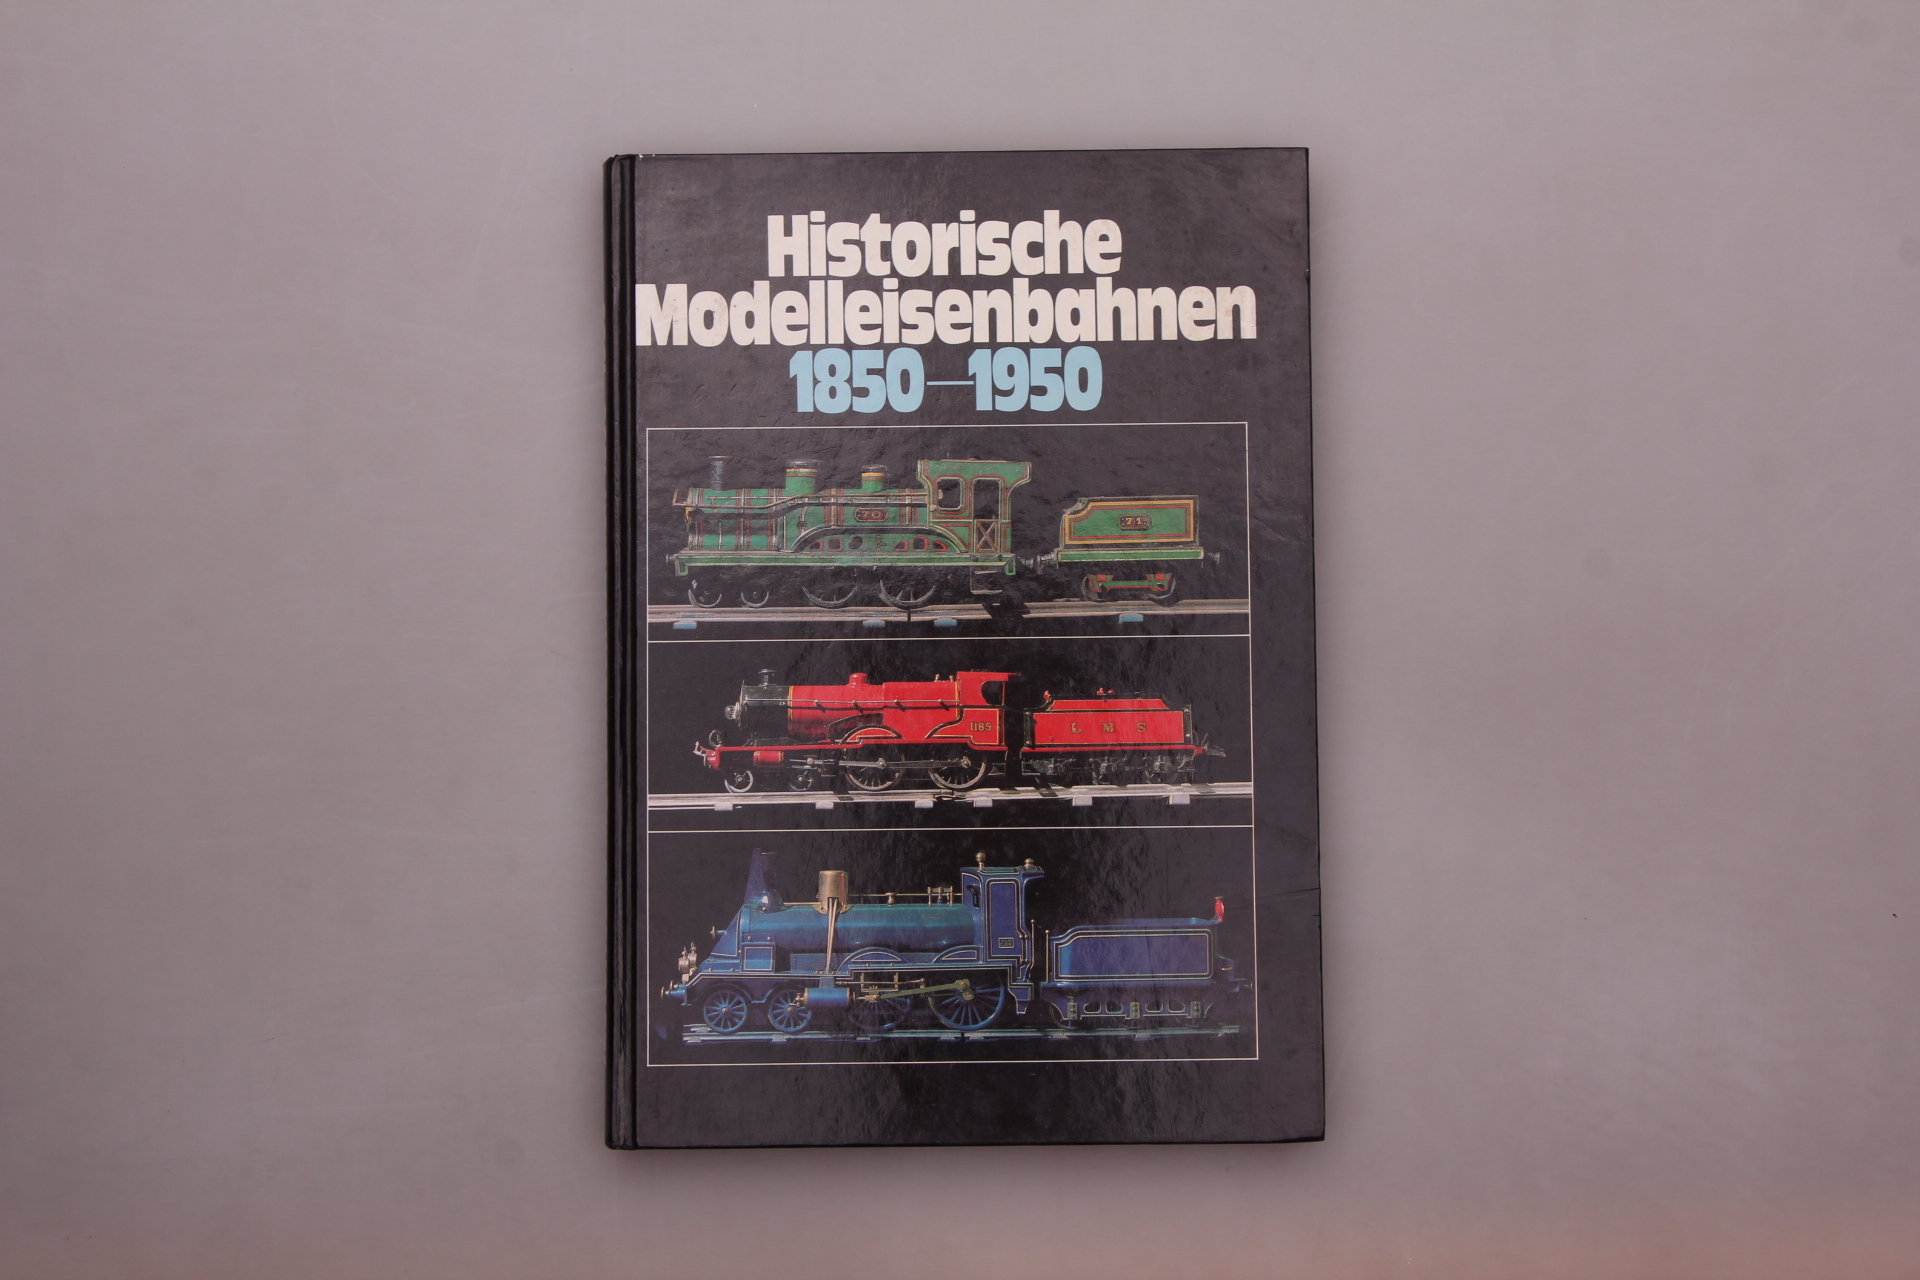 Historische
Modelleisenbahnen
1850—1950
70
71
1185
L M S